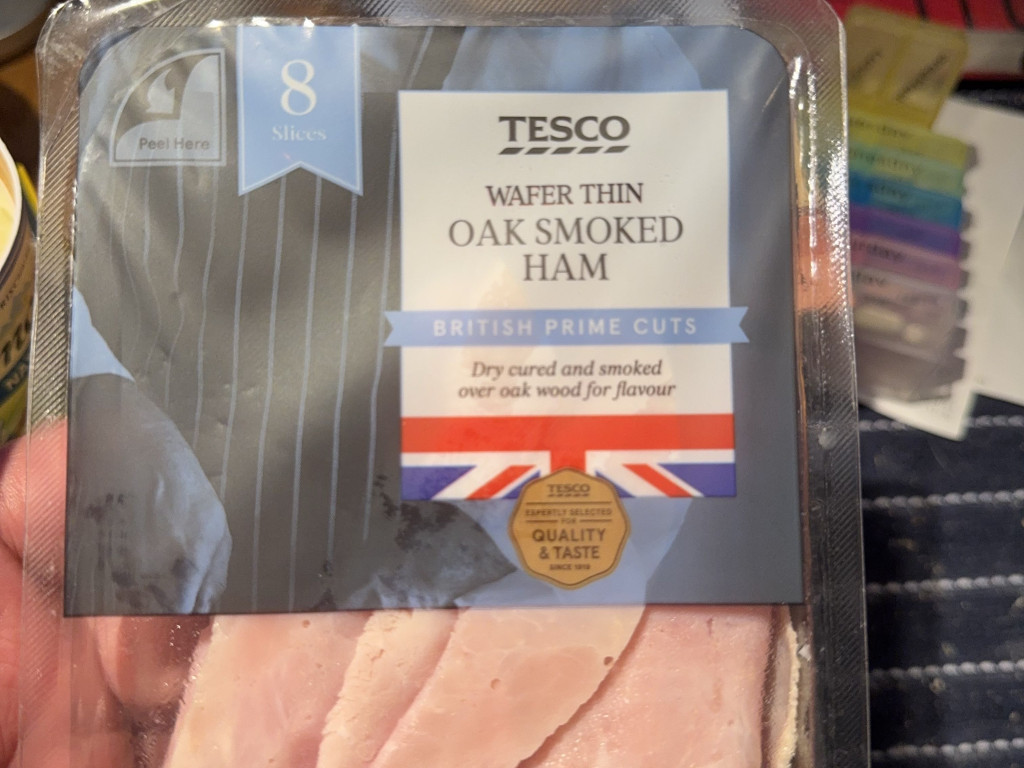 Peel Here
8
Slices
TESCO
WAFER THIN
OAK SMOKED
HAM
BRITISH PRIME CUTS
Dry cured and smoked
over oak wood for flavour
TESCO
EXPERTLY SELECTED
FOR
QUALITY
& TASTE
SINCE 1919